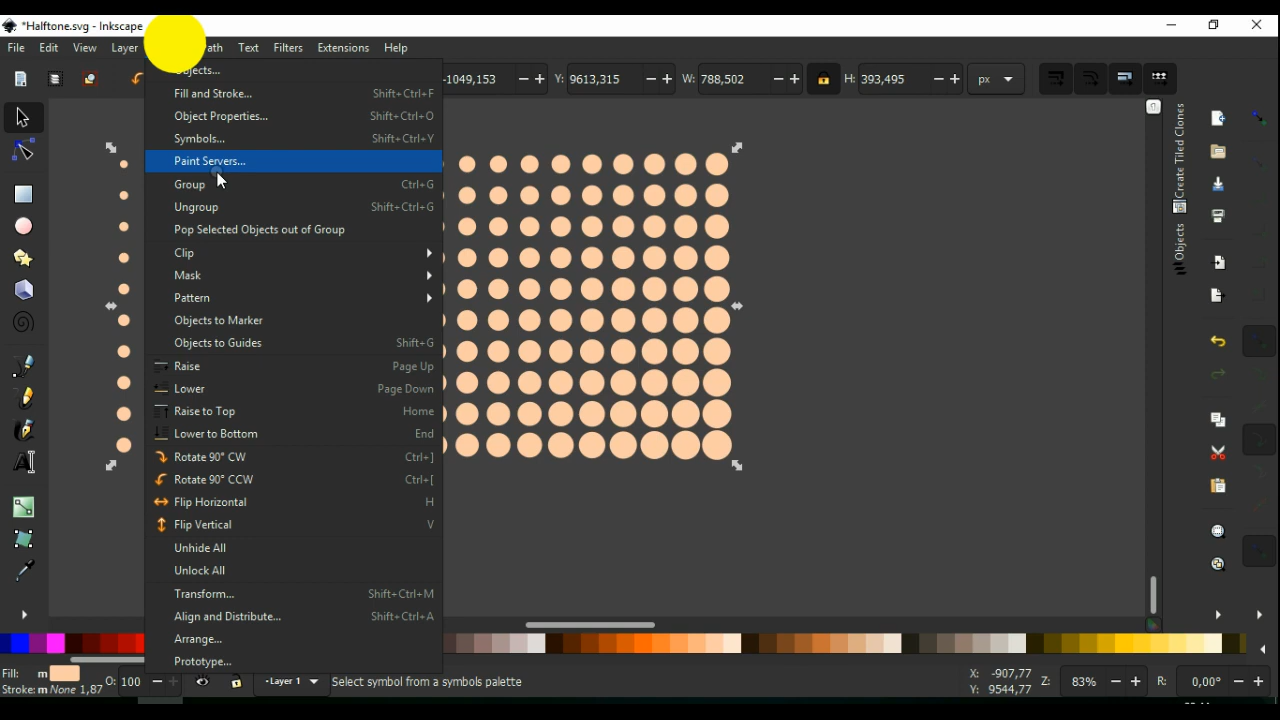 *Halftone.svg - Inkscape
File Edit View Layer Path Text Filters Extensions Help
-1049,153 Y: 9613,315 W: 788,502 H: 393,495 px
Objects...
Fill and Stroke... Shift+Ctrl+F
Object Properties... Shift+Ctrl+O
Symbols... Shift+Ctrl+Y
Paint Servers...
Group Ctrl+G
Ungroup Shift+Ctrl+G
Pop Selected Objects out of Group
Clip
Mask
Pattern
Objects to Marker
Objects to Guides Shift+G
Raise Page Up
Lower Page Down
Raise to Top Home
Lower to Bottom End
Rotate 90° CW Ctrl+]
Rotate 90° CCW Ctrl+[
Flip Horizontal H
Flip Vertical V
Unhide All
Unlock All
Transform... Shift+Ctrl+M
Align and Distribute... Shift+Ctrl+A
Arrange...
Prototype...
Create Tiled Clones
Objects
Fill: m
Stroke: m None 1,87
O: 100
-Layer 1
Select symbol from a symbols palette
X: -907,77
Y: 9544,77
Z: 83% R: 0,00°